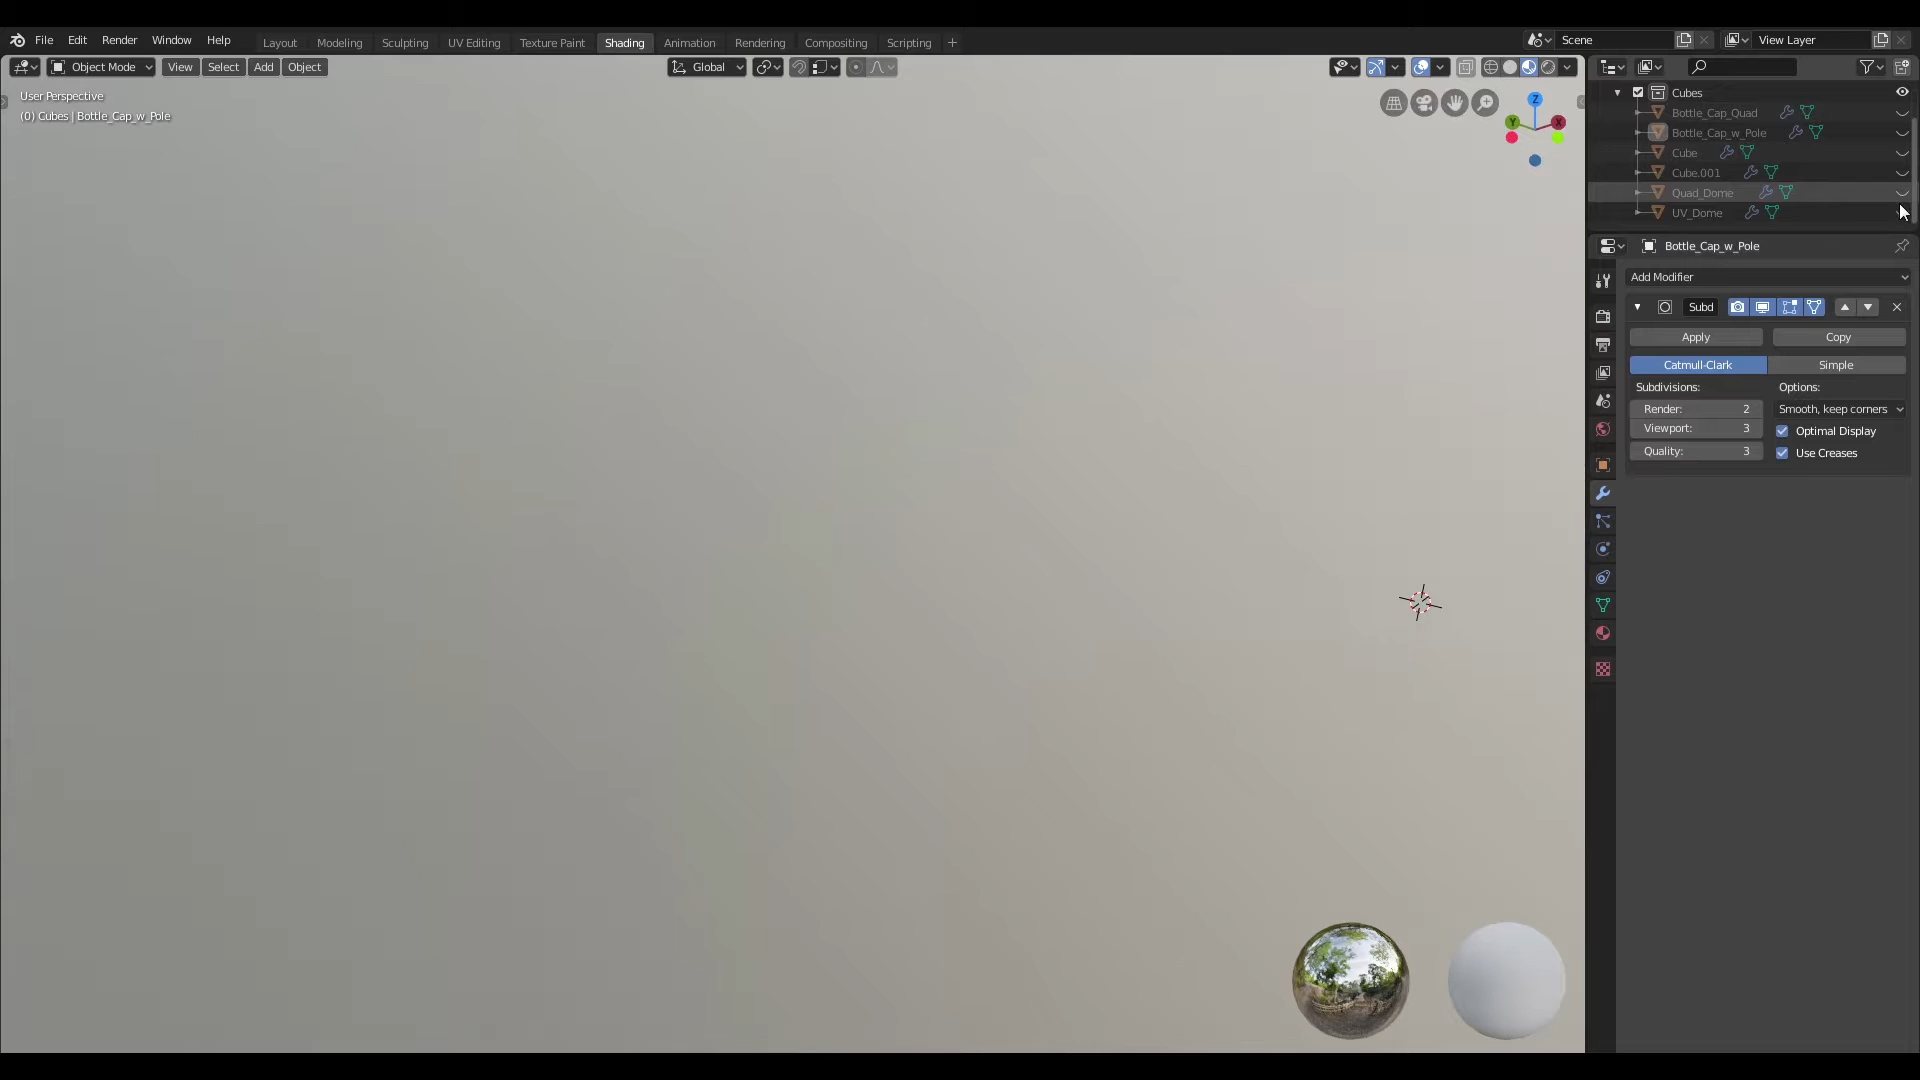 File Edit Render Window Help Layout Modeling Sculpting UV Editing Texture Paint Shading Animation Rendering Compositing Scripting + Scene View Layer
Object Mode View Select Add Object Global
User Perspective
(0) Cubes | Bottle_Cap_w_Pole
Z
Y X
Cubes
Bottle_Cap_Quad
Bottle_Cap_w_Pole
Cube
Cube.001
Quad_Dome
UV_Dome
Bottle_Cap_w_Pole
Add Modifier
Subd
Apply Copy
Catmull-Clark Simple
Subdivisions: Options:
Render: 2 Smooth, keep corners
Viewport: 3 Optimal Display
Quality: 3 Use Creases